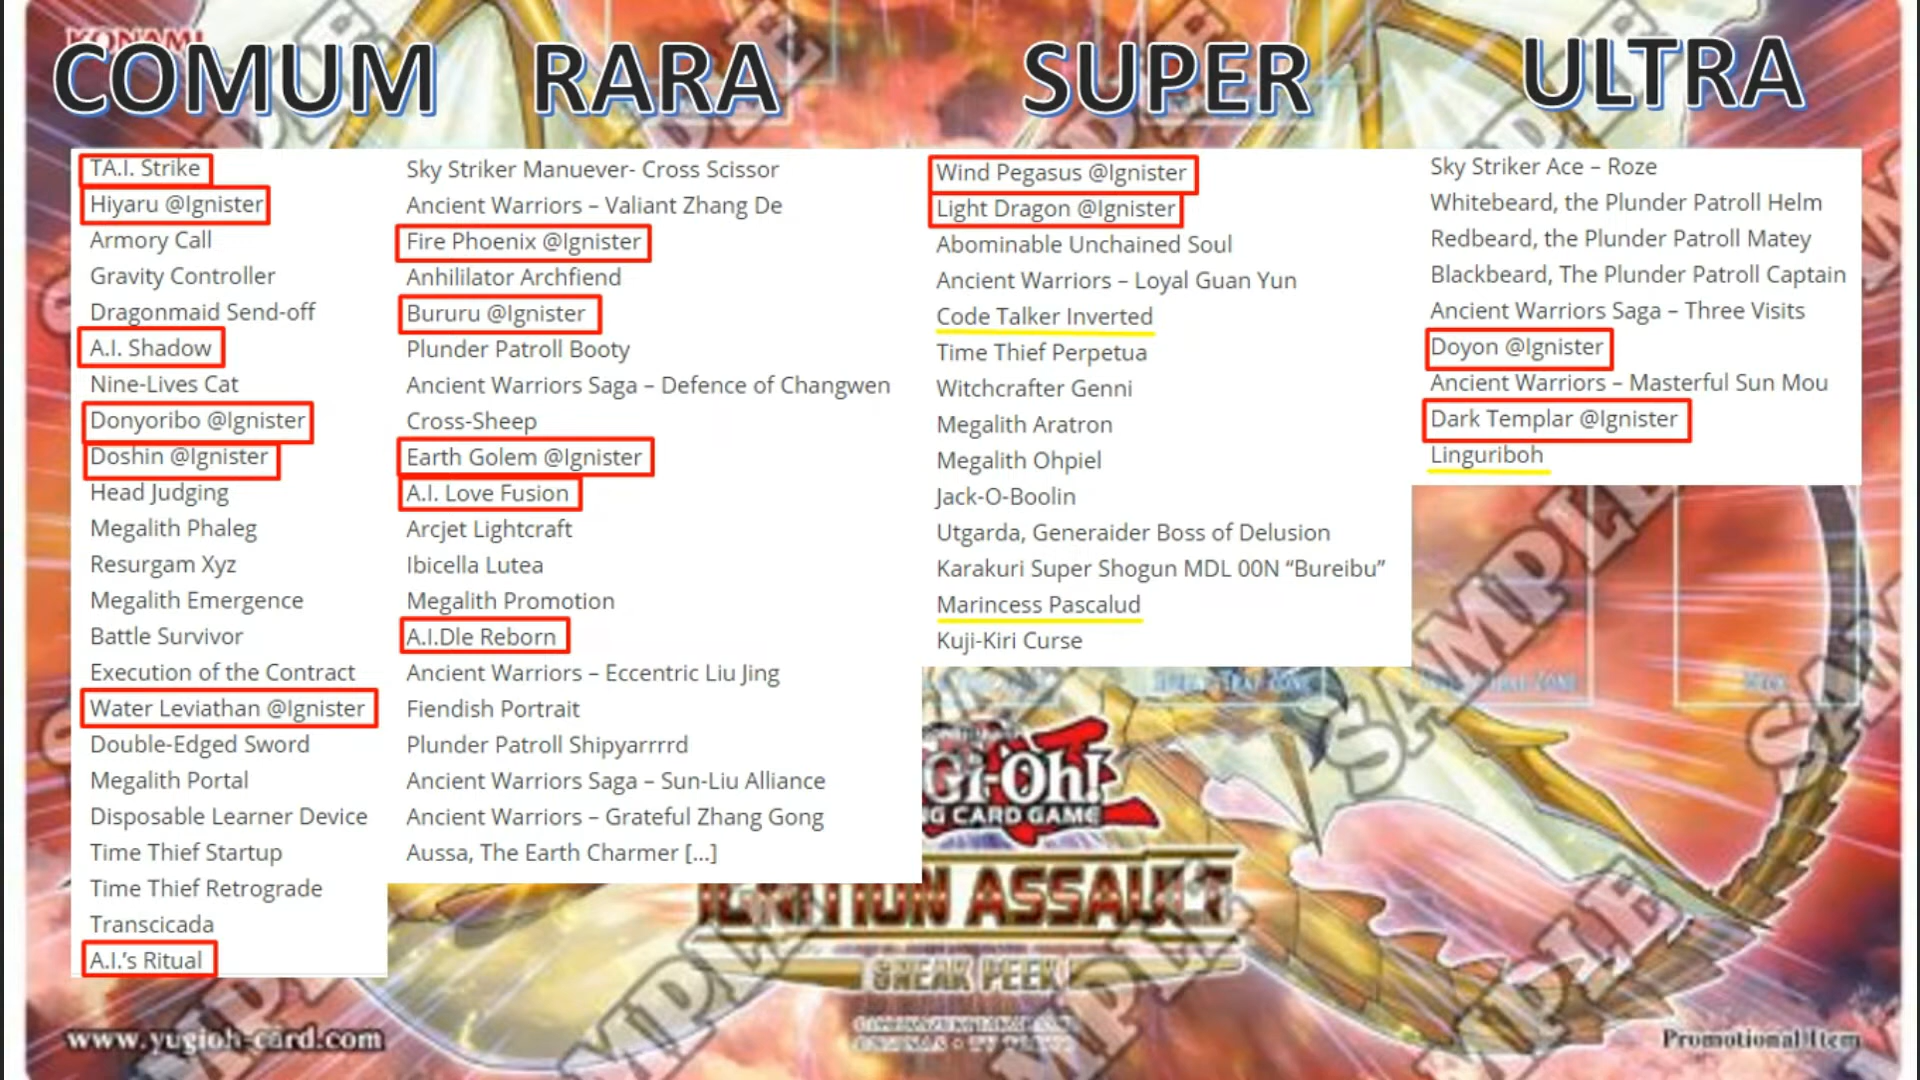 KONAMI
COMUM
RARA
SUPER
ULTRA
TA.I. Strike
Hiyaru @Ignister
Armory Call
Gravity Controller
Dragonmaid Send-off
A.I. Shadow
Nine-Lives Cat
Donyoribo @Ignister
Doshin @Ignister
Head Judging
Megalith Phaleg
Resurgam Xyz
Megalith Emergence
Battle Survivor
Execution of the Contract
Water Leviathan @Ignister
Double-Edged Sword
Megalith Portal
Disposable Learner Device
Time Thief Startup
Time Thief Retrograde
Transcicada
A.I.'s Ritual
Sky Striker Manuever- Cross Scissor
Ancient Warriors – Valiant Zhang De
Fire Phoenix @Ignister
Anhililator Archfiend
Bururu @Ignister
Plunder Patroll Booty
Ancient Warriors Saga – Defence of Changwen
Cross-Sheep
Earth Golem @Ignister
A.I. Love Fusion
Arcjet Lightcraft
Ibicella Lutea
Megalith Promotion
A.I.Dle Reborn
Ancient Warriors – Eccentric Liu Jing
Fiendish Portrait
Plunder Patroll Shipyarrrrd
Ancient Warriors Saga – Sun-Liu Alliance
Ancient Warriors – Grateful Zhang Gong
Aussa, The Earth Charmer [...]
Wind Pegasus @Ignister
Light Dragon @Ignister
Abominable Unchained Soul
Ancient Warriors – Loyal Guan Yun
Code Talker Inverted
Time Thief Perpetua
Witchcrafter Genni
Megalith Aratron
Megalith Ohpiel
Jack-O-Boolin
Utgarda, Generaider Boss of Delusion
Karakuri Super Shogun MDL 00N “Bureibu”
Marincess Pascalud
Kuji-Kiri Curse
Sky Striker Ace – Roze
Whitebeard, the Plunder Patroll Helm
Redbeard, the Plunder Patroll Matey
Blackbeard, The Plunder Patroll Captain
Ancient Warriors Saga – Three Visits
Doyon @Ignister
Ancient Warriors – Masterful Sun Mou
Dark Templar @Ignister
Linguriboh
SAMPLE
Gi-Oh!
CARD GAME
IGNITION ASSAULT
SNEAK PEEK
www.yugioh-card.com
Promotional Item